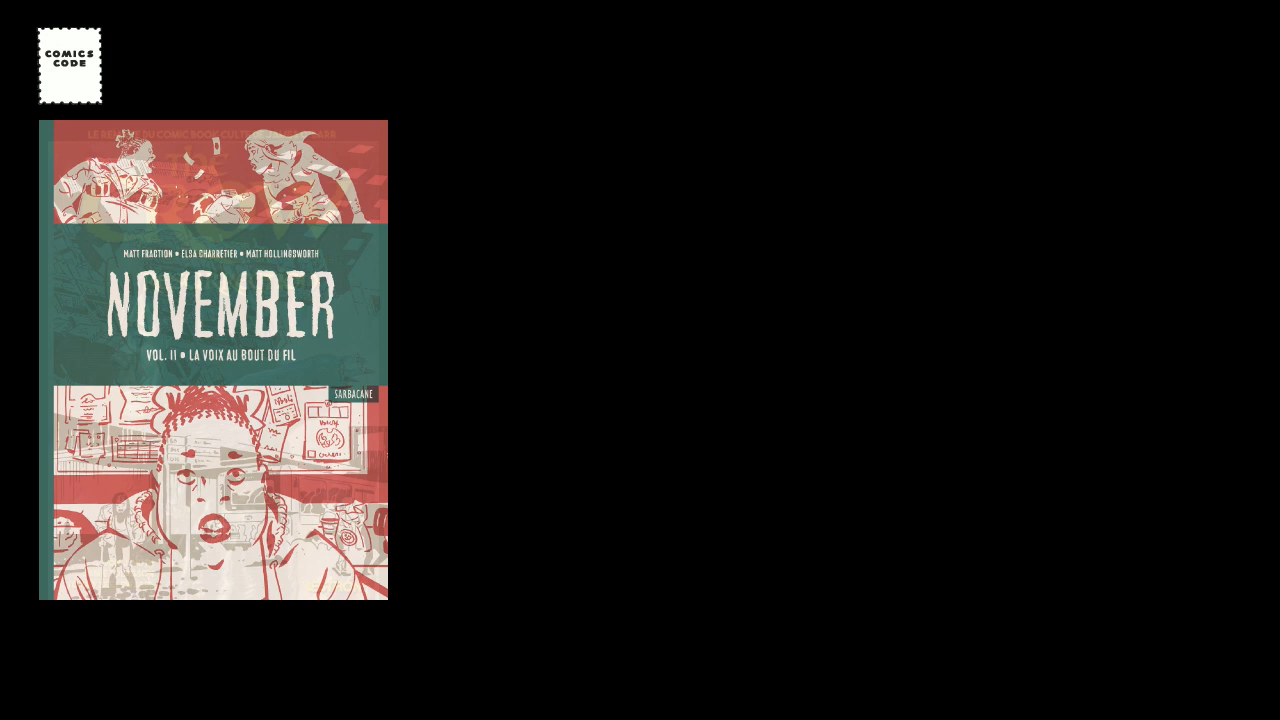 COMICS
CODE
MATT FRACTION • ELSA CHARRETIER • MATT HOLLINGSWORTH
NOVEMBER
VOL. II • LA VOIX AU BOUT DU FIL
SARBACANE